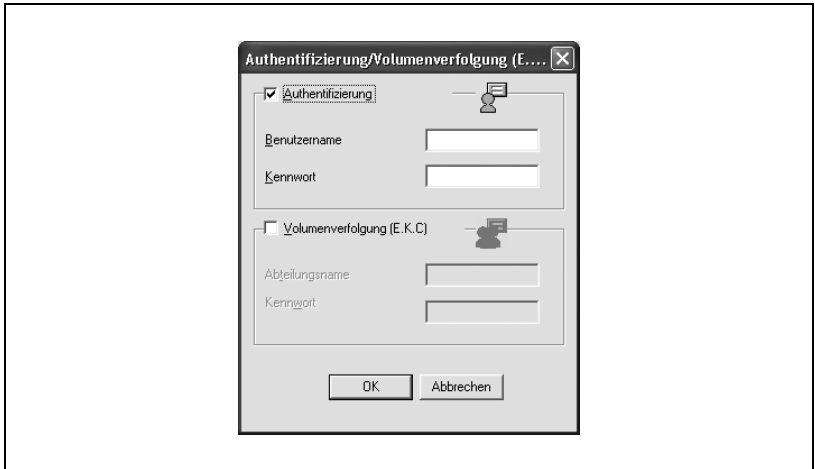 Authentifizierung/Volumenverfolgung (E....
Authentifizierung
Benutzername
Kennwort
Volumenverfolgung (E.K.C)
Abteilungsname
Kennwort
OK
Abbrechen